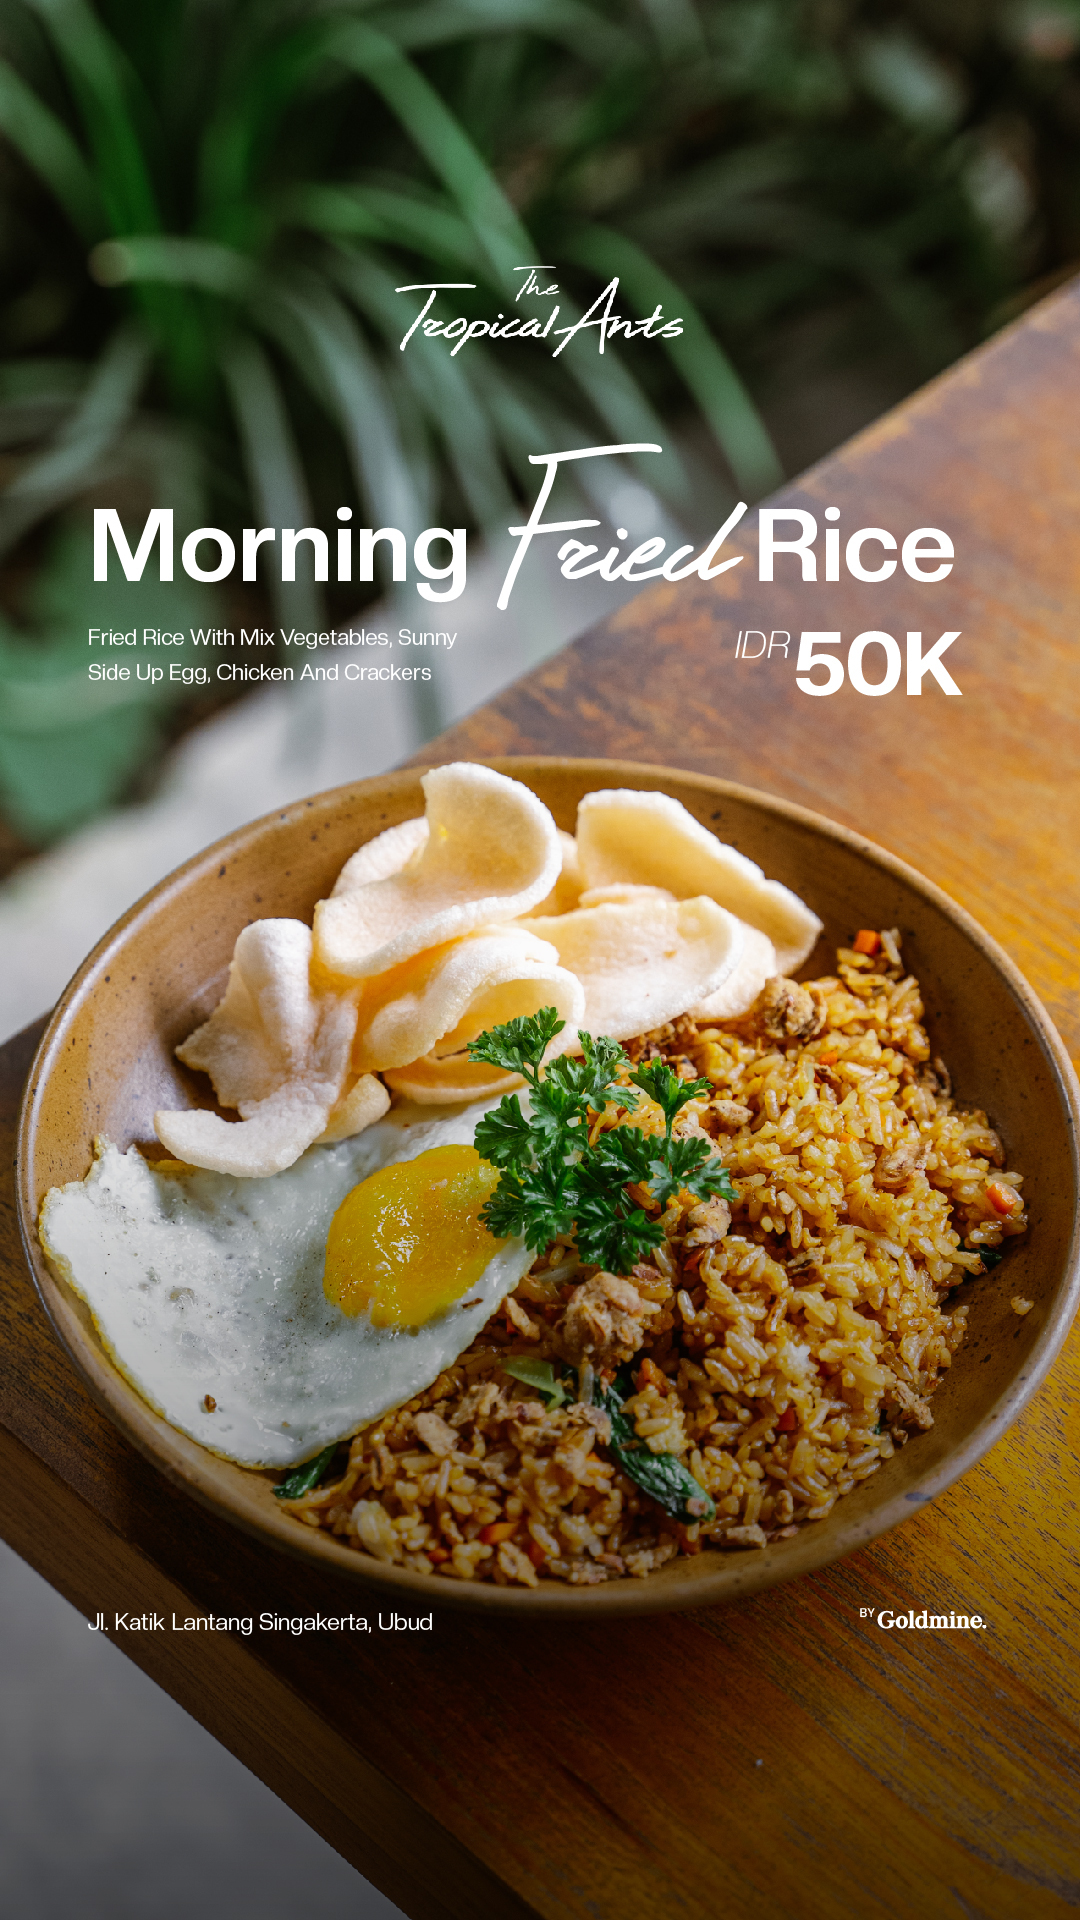 The
Tropical Ants
Morning Fried Rice
Fried Rice With Mix Vegetables, Sunny
Side Up Egg, Chicken And Crackers
IDR 50K
Jl. Katik Lantang Singakerta, Ubud
BY Goldmine.